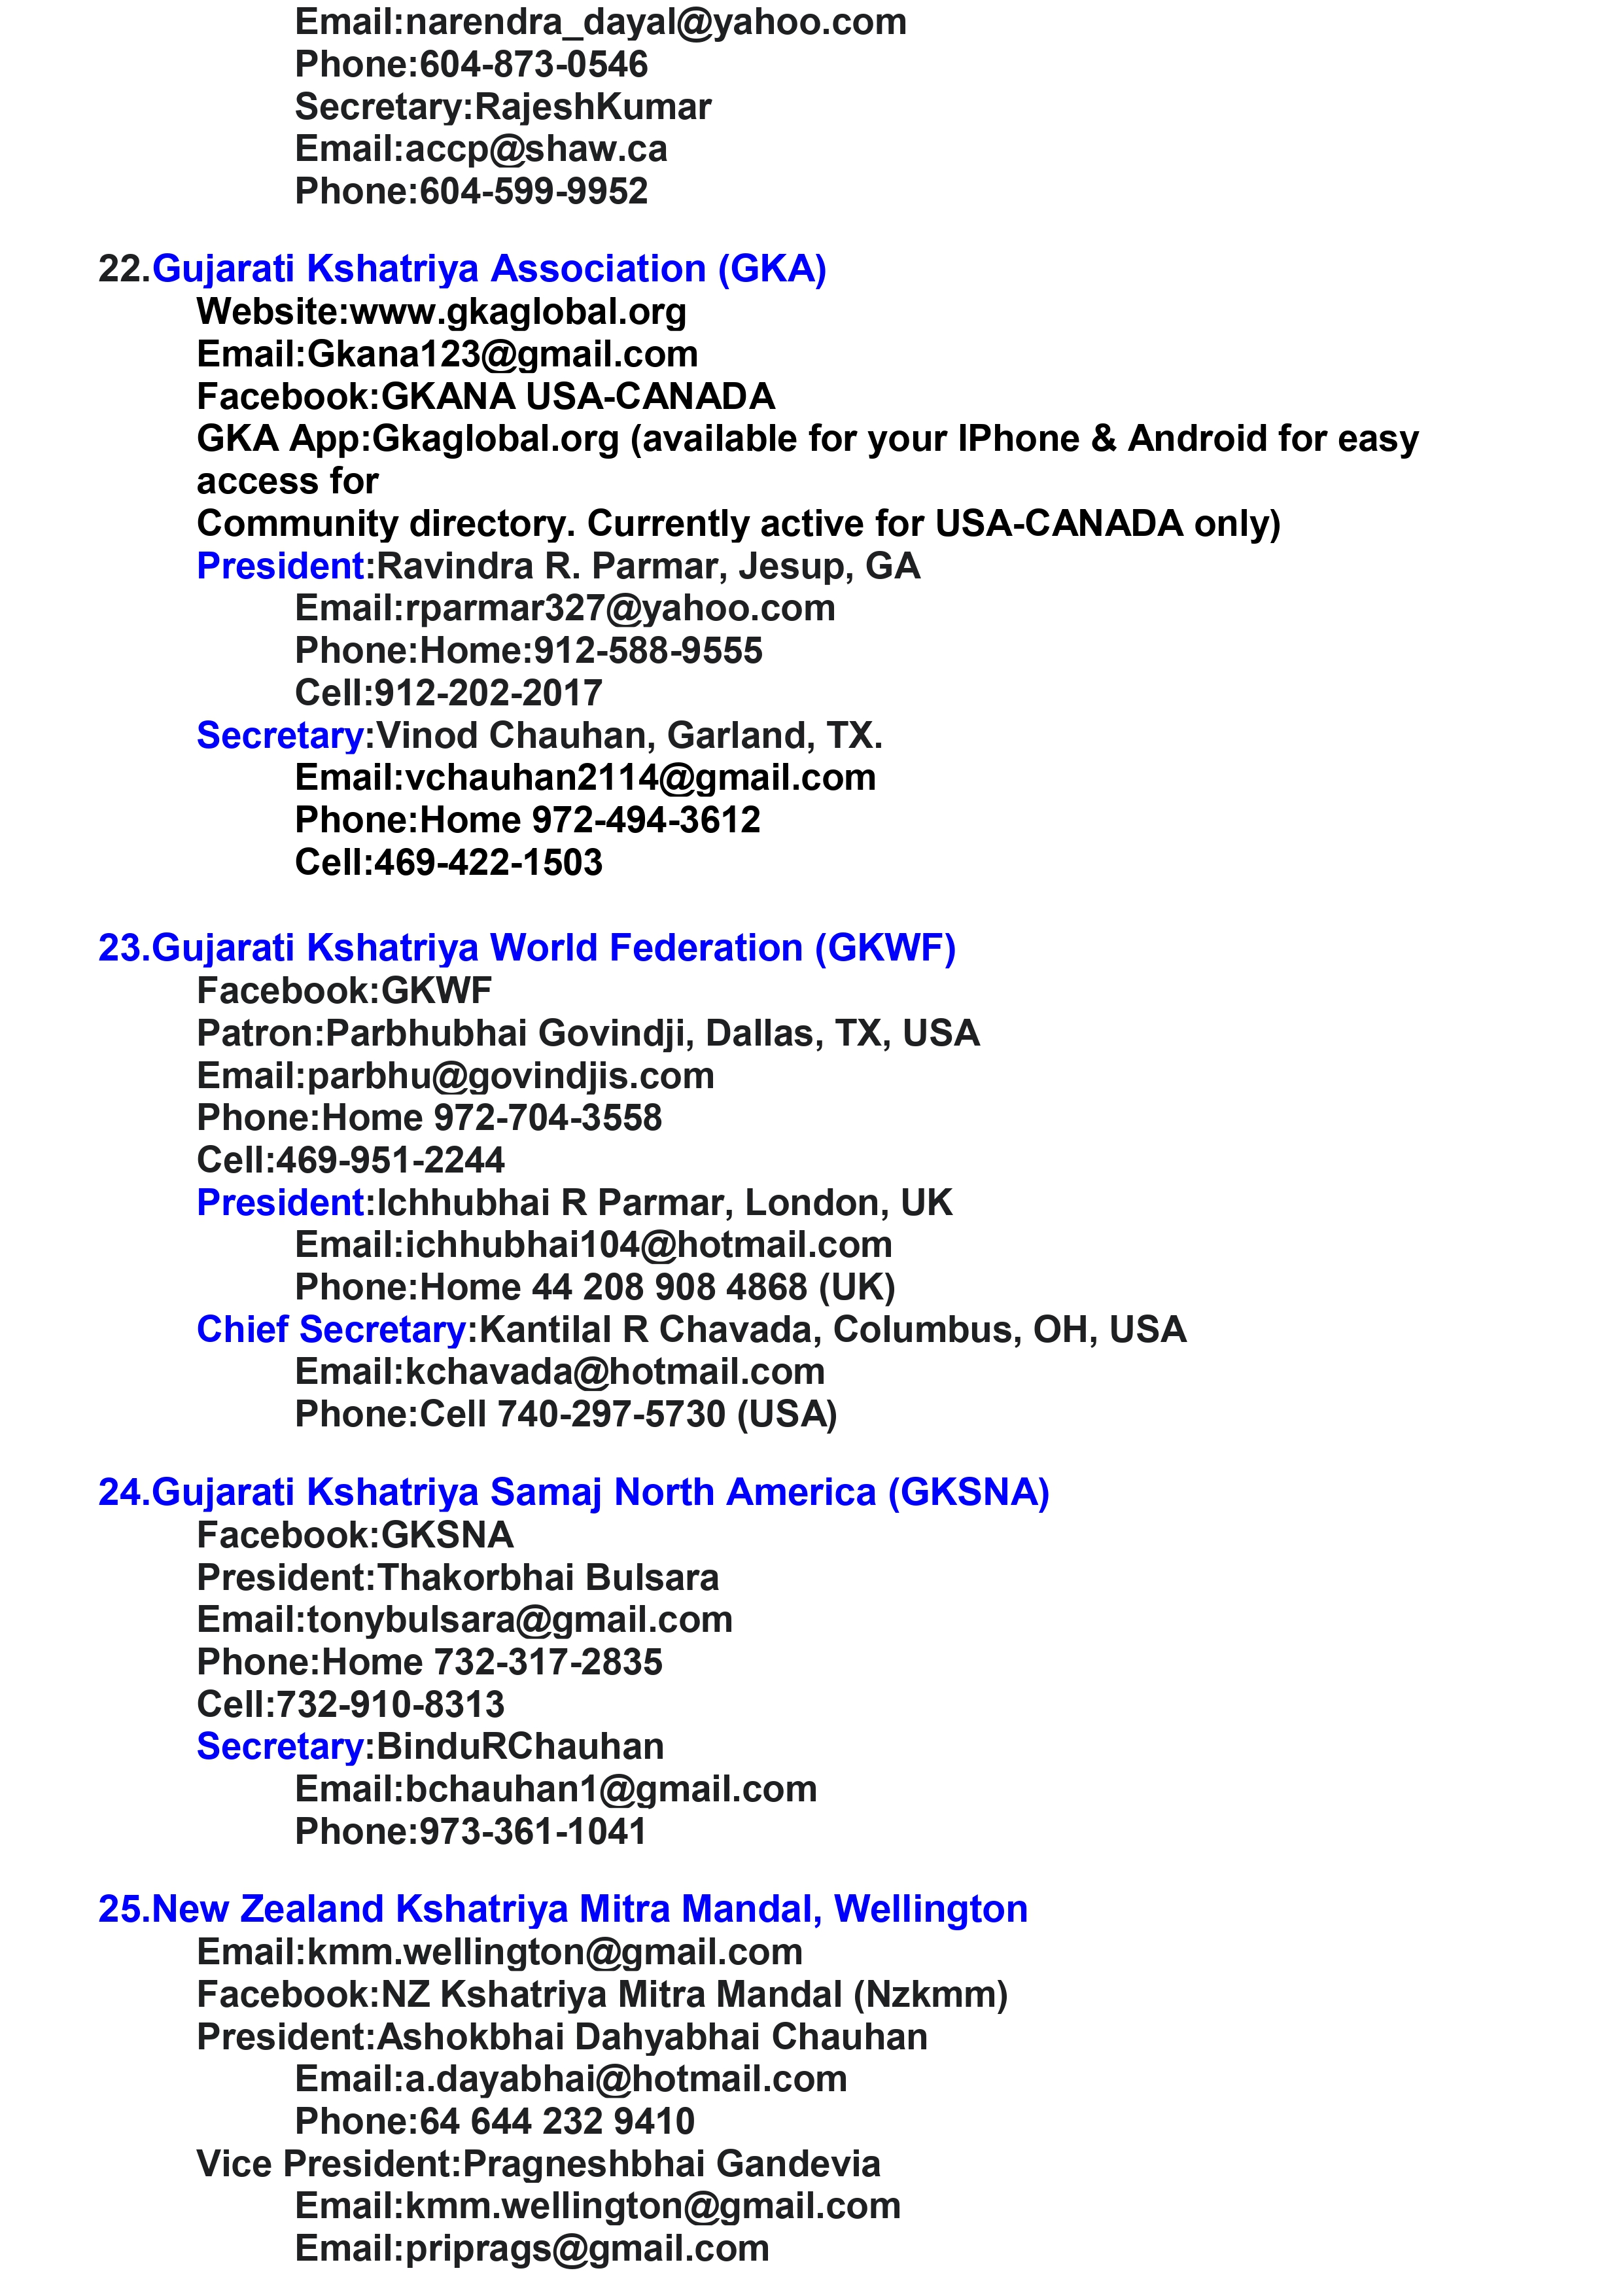 Email:narendra_dayal@yahoo.com
Phone:604-873-0546
Secretary:RajeshKumar
Email:accp@shaw.ca
Phone:604-599-9952
22.Gujarati Kshatriya Association (GKA)
Website:www.gkaglobal.org
Email:Gkana123@gmail.com
Facebook:GKANA USA-CANADA
GKA App:Gkaglobal.org (available for your IPhone & Android for easy
access for
Community directory. Currently active for USA-CANADA only)
President:Ravindra R. Parmar, Jesup, GA
Email:rparmar327@yahoo.com
Phone:Home:912-588-9555
Cell:912-202-2017
Secretary:Vinod Chauhan, Garland, TX.
Email:vchauhan2114@gmail.com
Phone:Home 972-494-3612
Cell:469-422-1503
23.Gujarati Kshatriya World Federation (GKWF)
Facebook:GKWF
Patron:Parbhubhai Govindji, Dallas, TX, USA
Email:parbhu@govindjis.com
Phone:Home 972-704-3558
Cell:469-951-2244
President:Ichhubhai R Parmar, London, UK
Email:ichhubhai104@hotmail.com
Phone:Home 44 208 908 4868 (UK)
Chief Secretary:Kantilal R Chavada, Columbus, OH, USA
Email:kchavada@hotmail.com
Phone:Cell 740-297-5730 (USA)
24.Gujarati Kshatriya Samaj North America (GKSNA)
Facebook:GKSNA
President:Thakorbhai Bulsara
Email:tonybulsara@gmail.com
Phone:Home 732-317-2835
Cell:732-910-8313
Secretary:BinduRChauhan
Email:bchauhan1@gmail.com
Phone:973-361-1041
25.New Zealand Kshatriya Mitra Mandal, Wellington
Email:kmm.wellington@gmail.com
Facebook:NZ Kshatriya Mitra Mandal (Nzkmm)
President:Ashokbhai Dahyabhai Chauhan
Email:a.dayabhai@hotmail.com
Phone:64 644 232 9410
Vice President:Pragneshbhai Gandevia
Email:kmm.wellington@gmail.com
Email:priprags@gmail.com